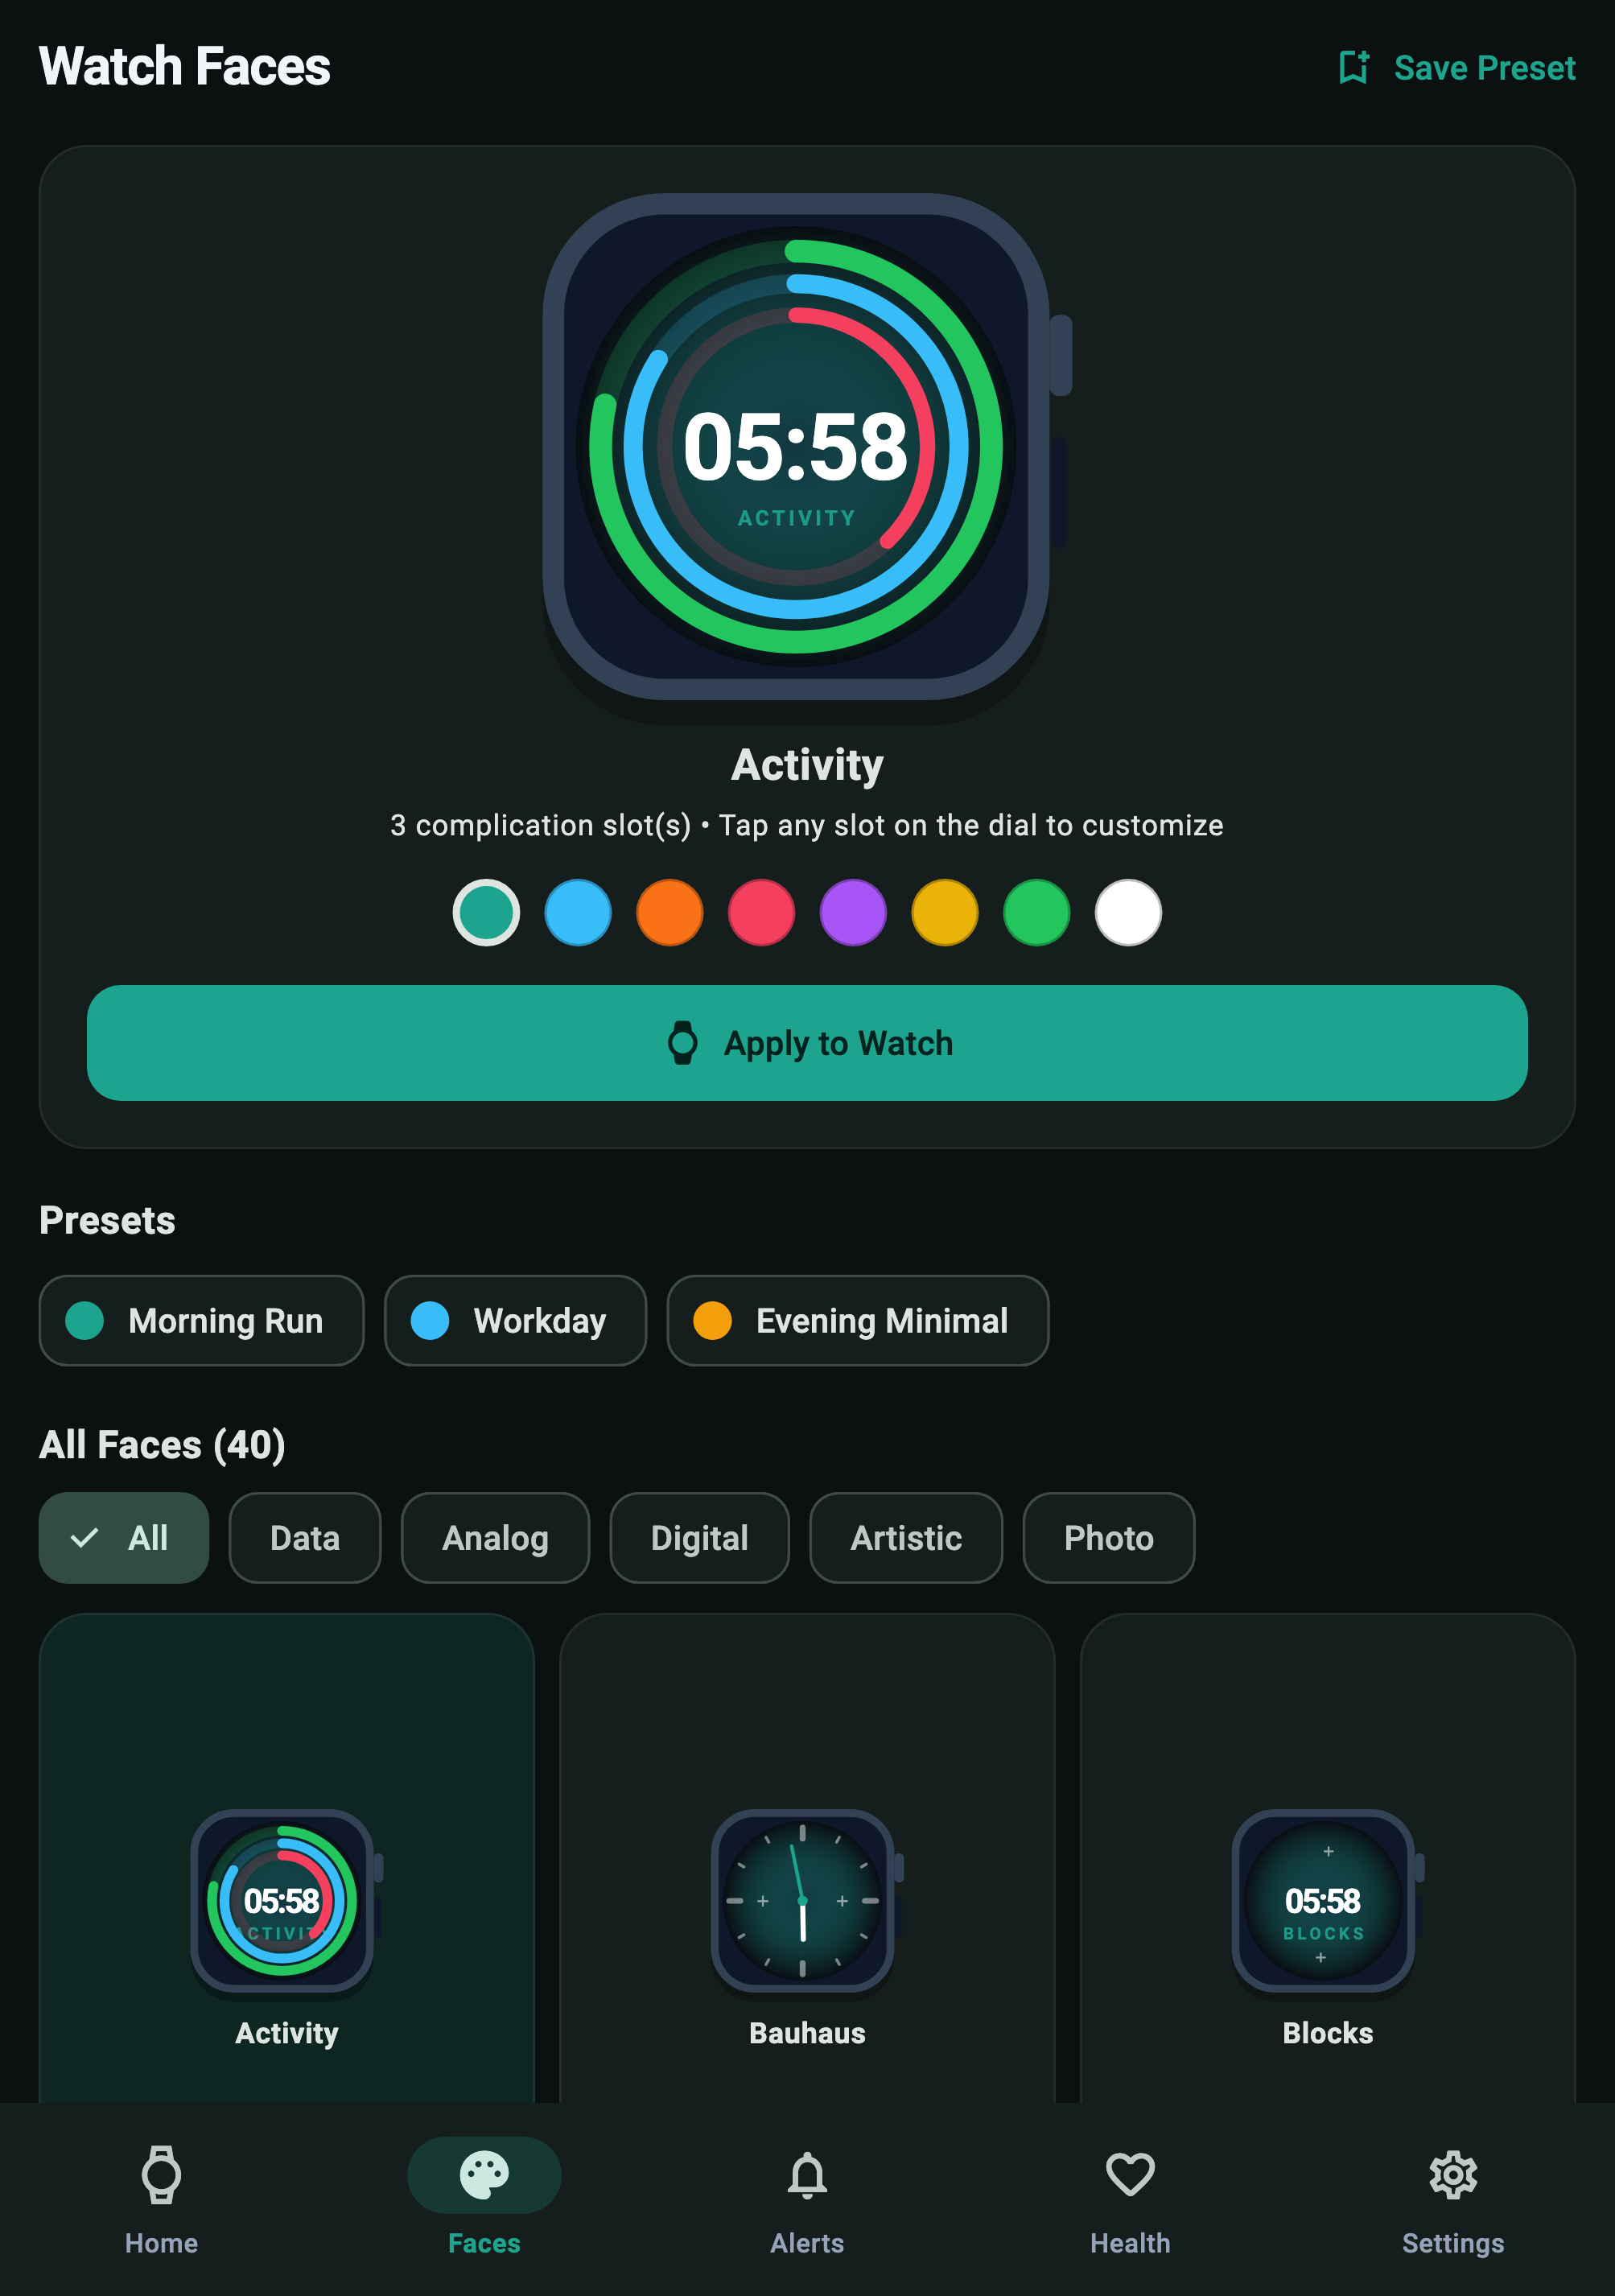 Watch Faces
Save Preset
05:58
ACTIVITY
Activity
3 complication slot(s) • Tap any slot on the dial to customize
Apply to Watch
Presets
Morning Run
Workday
Evening Minimal
All Faces (40)
All
Data
Analog
Digital
Artistic
Photo
05:58
CTIVIT
05:58
BLOCKS
Activity
Bauhaus
Blocks
Home
Faces
Alerts
Health
Settings